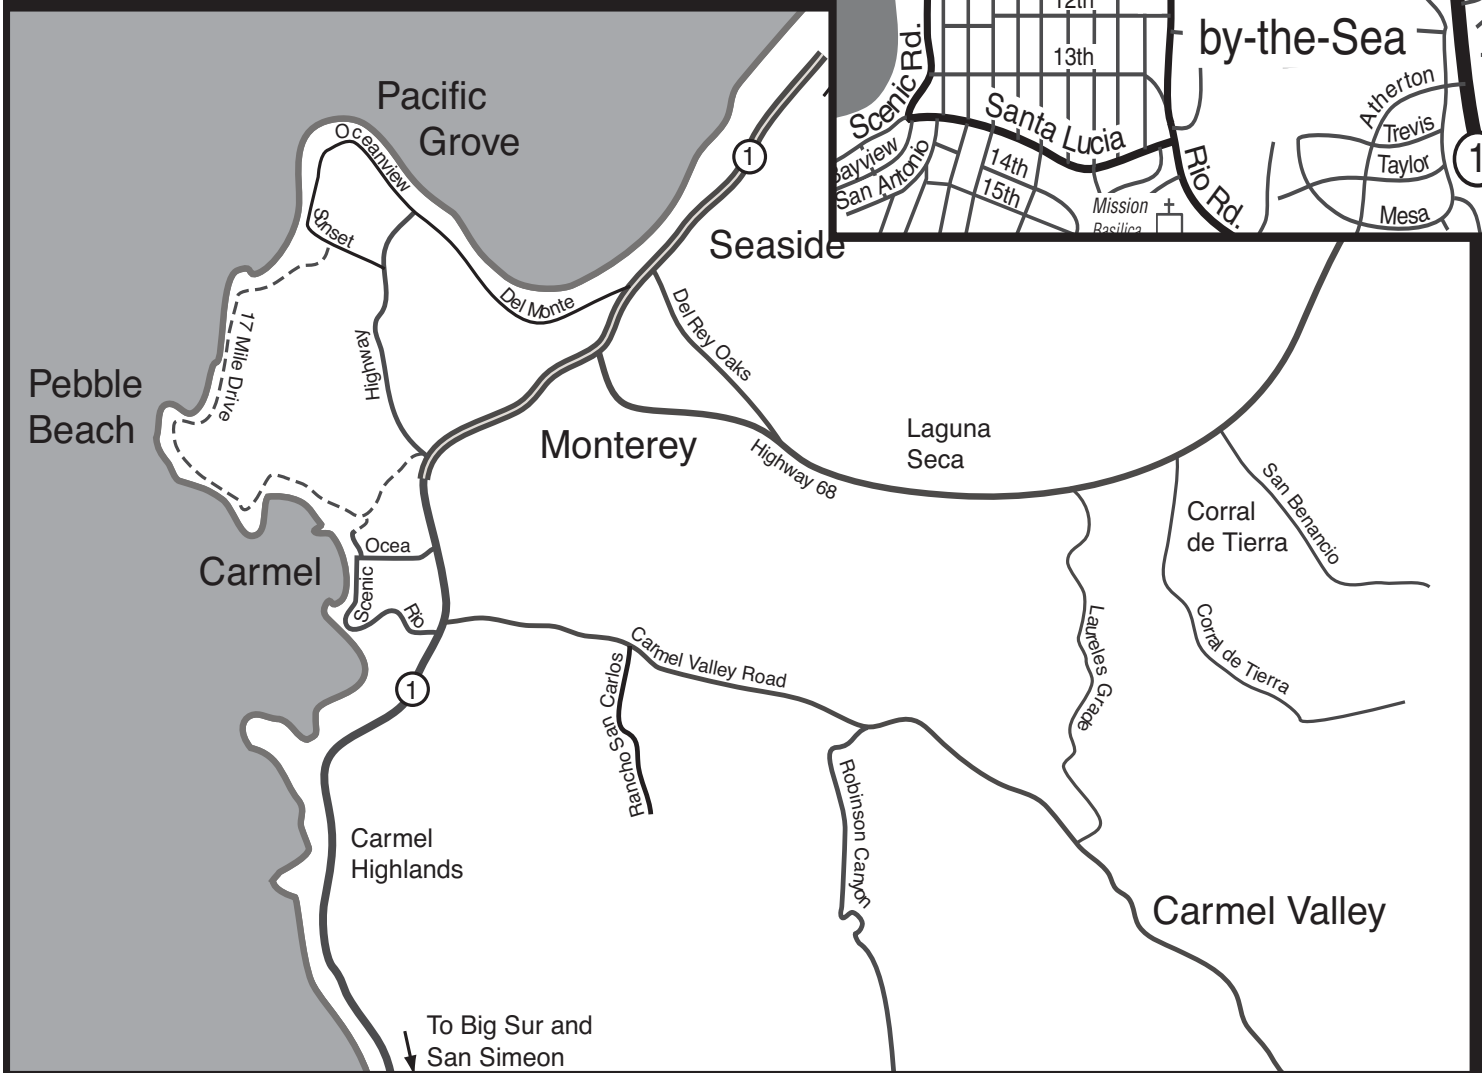 12th
by-the-Sea
13th
Scenic Rd.
Santa Lucia
Atherton
Trevis
Taylor
Mesa
1
14th
15th
San Antonio
Rio Rd.
Mission
Basilica
Pacific
Grove
Oceanview
1
Sunset
Seaside
Del Monte
Del Rey Oaks
17 Mile Drive
Highway
Pebble
Beach
Monterey
Highway 68
Laguna
Seca
San Benancio
Corral
de Tierra
Carmel
Ocea
Scenic
Rio
Carmel Valley Road
Rancho San Carlos
Laureles Grade
Corral de Tierra
1
Robinson Canyon
Carmel
Highlands
Carmel Valley
To Big Sur and
San Simeon